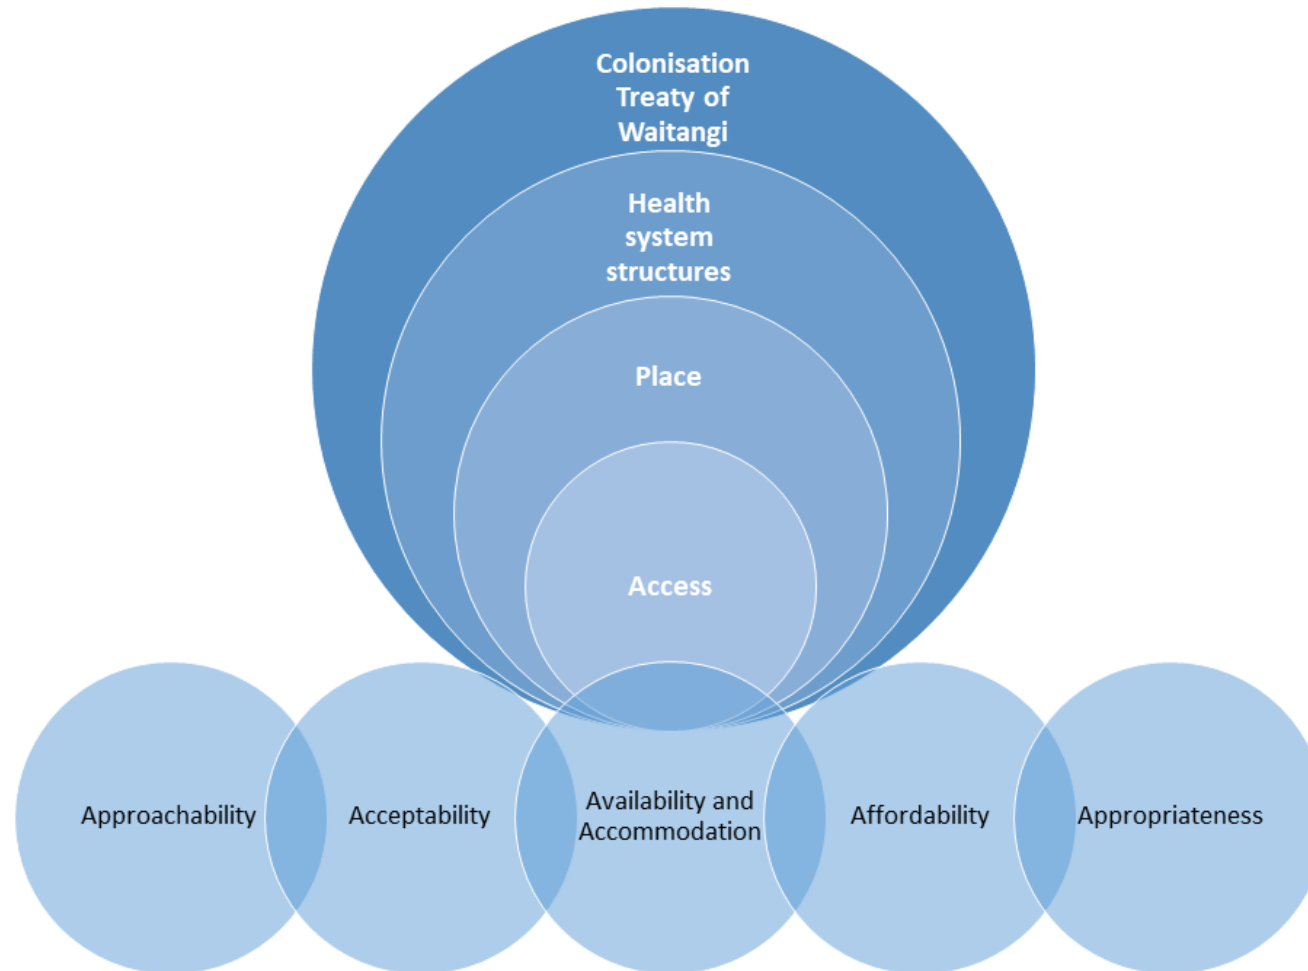 Colonisation
Treaty of
Waitangi
Health
system
structures
Place
Access
Approachability
Acceptability
Availability and
Accommodation
Affordability
Appropriateness